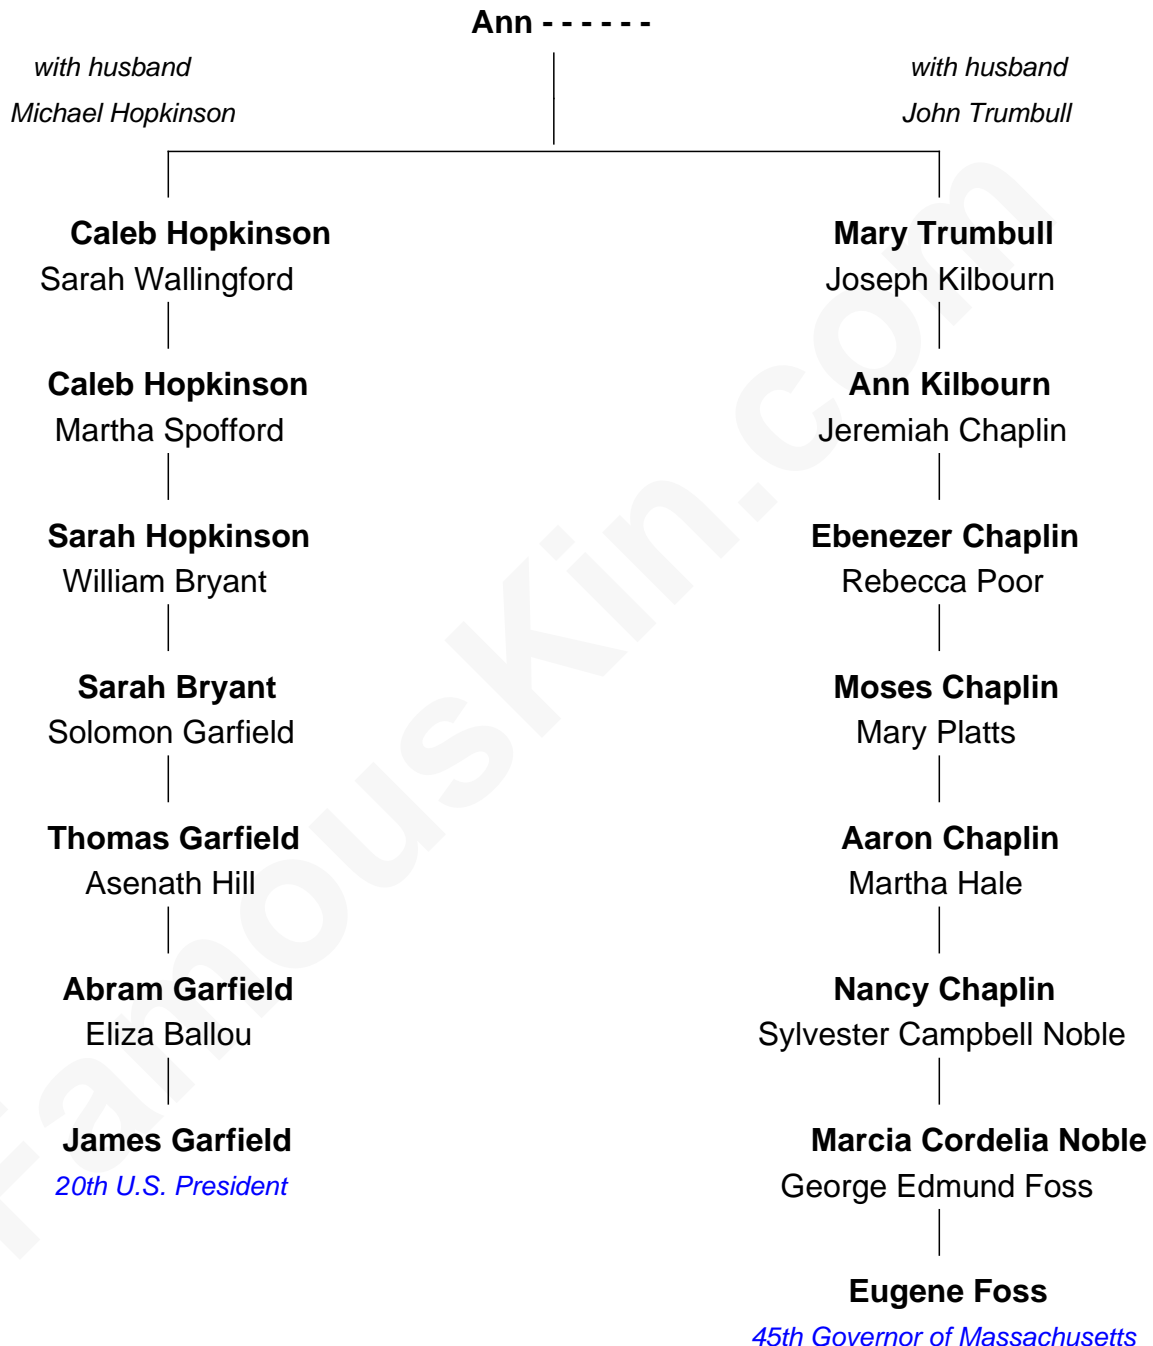 Ann - - - - - -
with husband
Michael Hopkinson
with husband
John Trumbull
Caleb Hopkinson
Sarah Wallingford
Caleb Hopkinson
Martha Spofford
Sarah Hopkinson
William Bryant
Sarah Bryant
Solomon Garfield
Thomas Garfield
Asenath Hill
Abram Garfield
Eliza Ballou
James Garfield
20th U.S. President
Mary Trumbull
Joseph Kilbourn
Ann Kilbourn
Jeremiah Chaplin
Ebenezer Chaplin
Rebecca Poor
Moses Chaplin
Mary Platts
Aaron Chaplin
Martha Hale
Nancy Chaplin
Sylvester Campbell Noble
Marcia Cordelia Noble
George Edmund Foss
Eugene Foss
45th Governor of Massachusetts
FamousKin.com